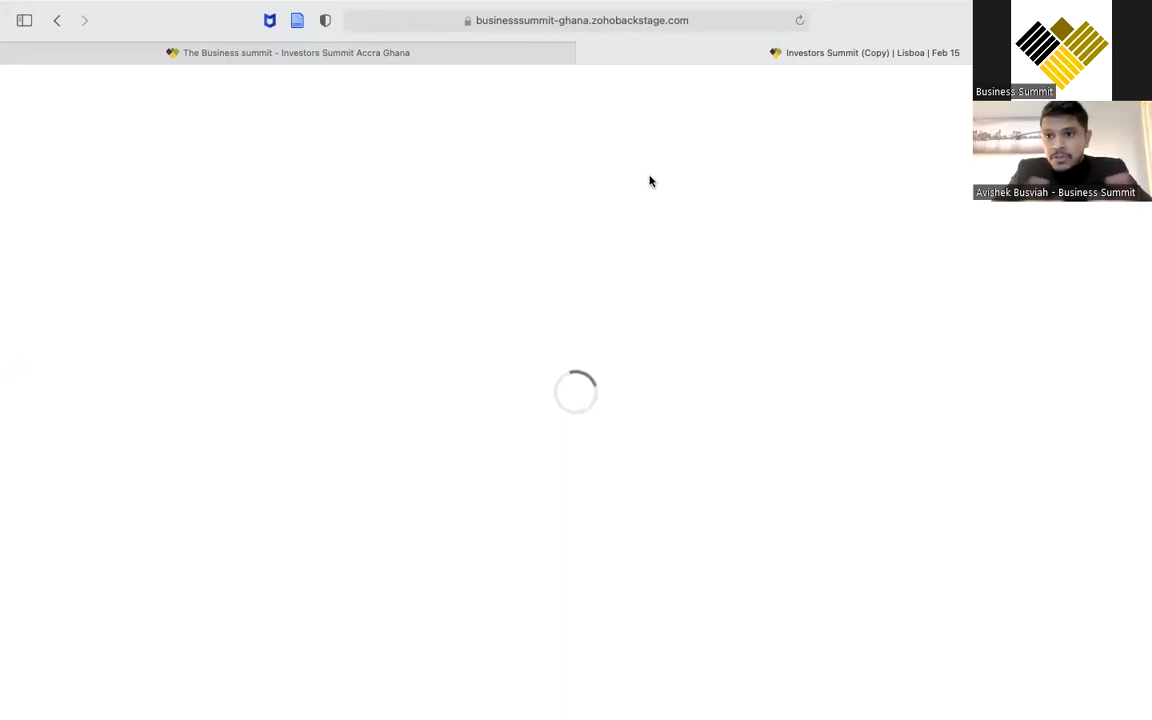 businesssummit-ghana.zohobackstage.com
The Business summit - Investors Summit Accra Ghana
Investors Summit (Copy) | Lisboa | Feb 15
Business Summit
Avishek Busviah - Business Summit